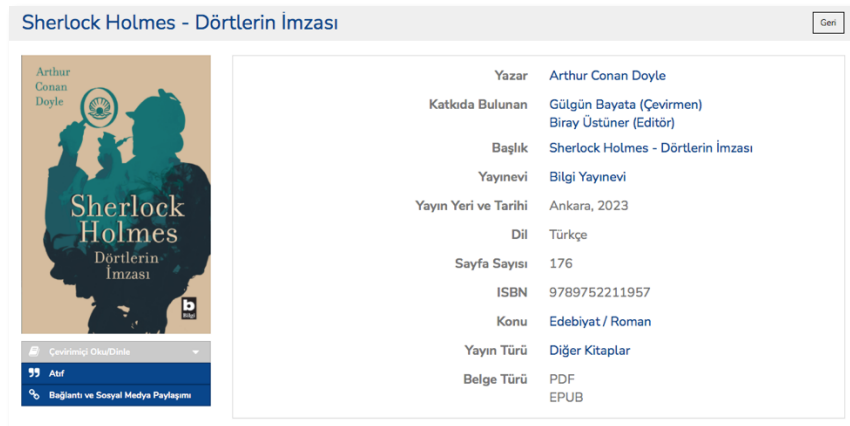 Sherlock Holmes - Dörtlerin İmzası
Geri
Arthur
Conan
Doyle
Sherlock
Holmes
Dörtlerin
İmzası
b
Bilgi
Çevirimiçi Oku/Dinle
Atıf
Bağlantı ve Sosyal Medya Paylaşımı
Yazar Arthur Conan Doyle
Katkıda Bulunan Gülgün Bayata (Çevirmen)
Biray Üstüner (Editör)
Başlık Sherlock Holmes - Dörtlerin İmzası
Yayınevi Bilgi Yayınevi
Yayın Yeri ve Tarihi Ankara, 2023
Dil Türkçe
Sayfa Sayısı 176
ISBN 9789752211957
Konu Edebiyat / Roman
Yayın Türü Diğer Kitaplar
Belge Türü PDF
EPUB